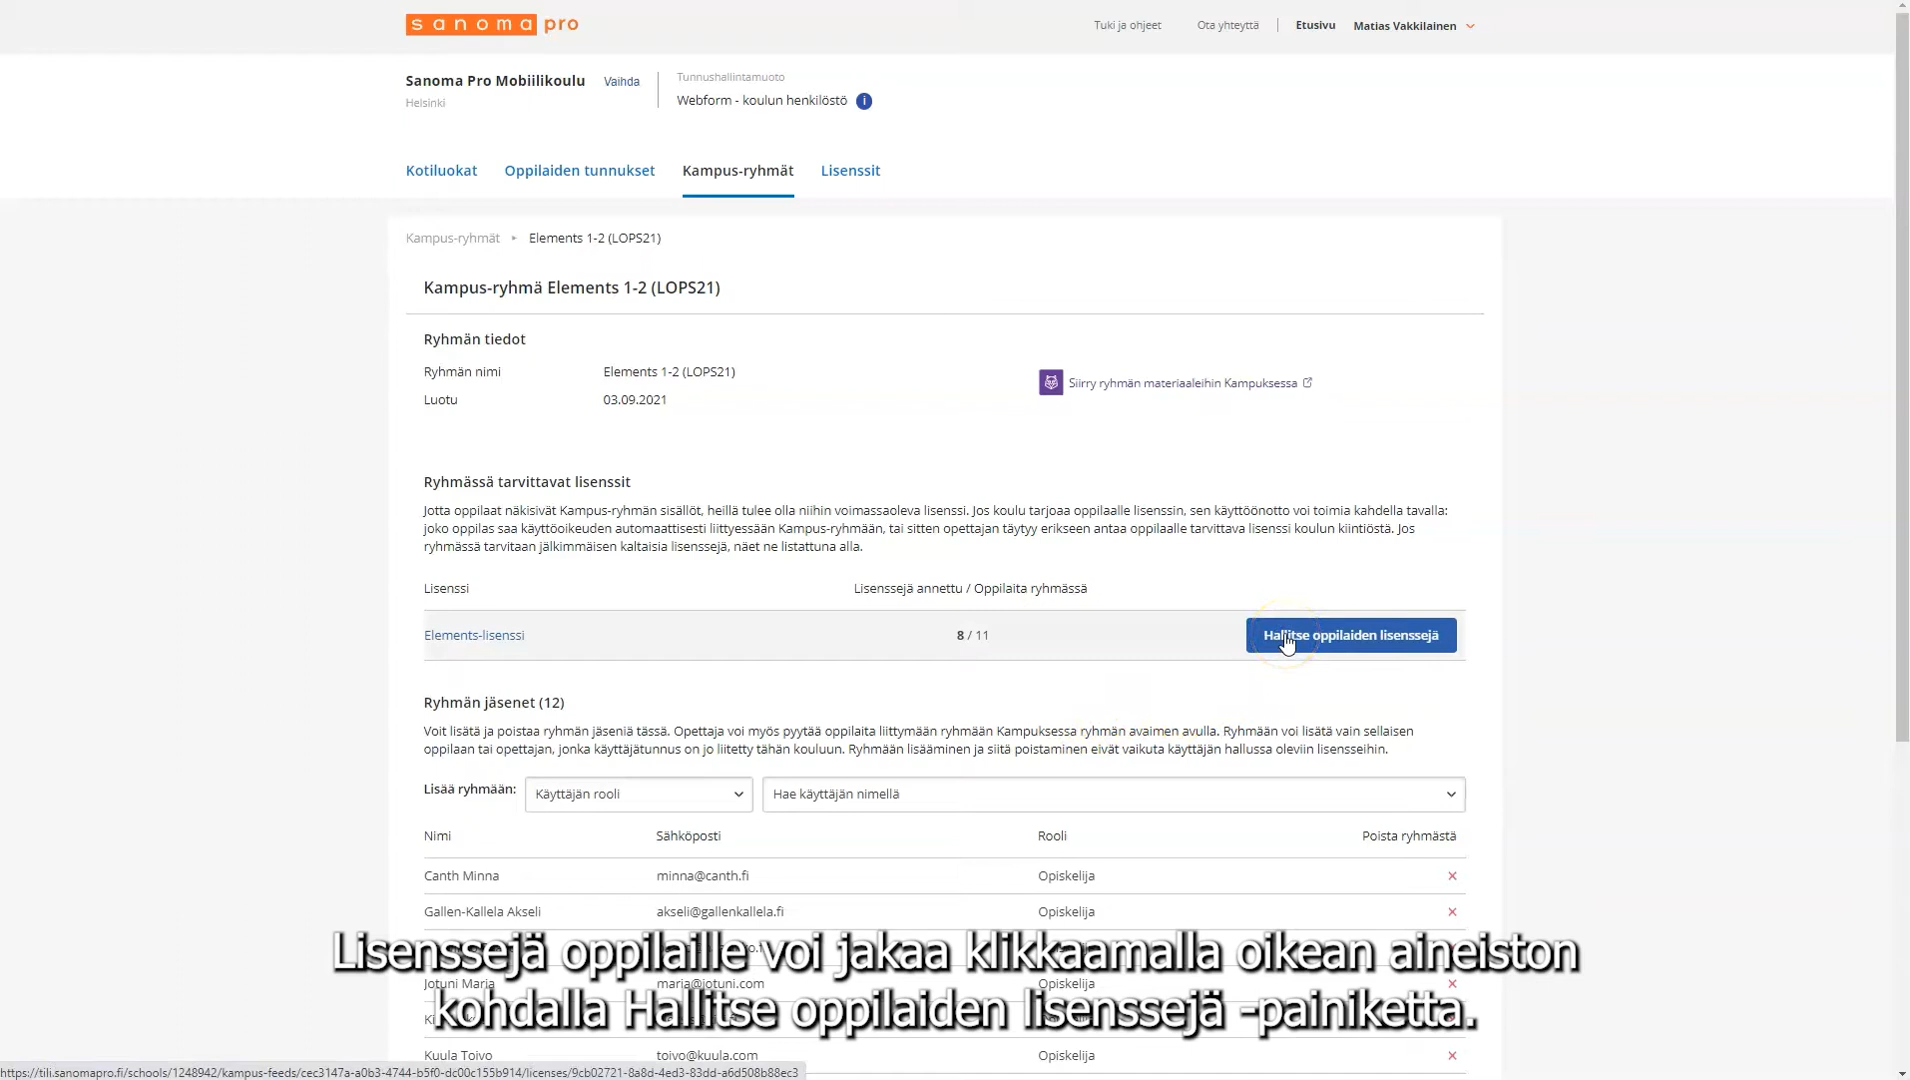 sanoma pro
Tuki ja ohjeet Ota yhteyttä Etusivu Matias Vakkilainen
Sanoma Pro Mobiilikoulu Vaihda
Helsinki
Tunnushallintamuoto
Webform - koulun henkilöstö i
Kotiluokat Oppilaiden tunnukset Kampus-ryhmät Lisenssit
Kampus-ryhmät Elements 1-2 (LOPS21)
Kampus-ryhmä Elements 1-2 (LOPS21)
Ryhmän tiedot
Ryhmän nimi Elements 1-2 (LOPS21)
Siirry ryhmän materiaaleihin Kampuksessa
Luotu 03.09.2021
Ryhmässä tarvittavat lisenssit
Jotta oppilaat näkisivät Kampus-ryhmän sisällöt, heillä tulee olla niihin voimassaoleva lisenssi. Jos koulu tarjoaa oppilaalle lisenssin, sen käyttöönotto voi toimia kahdella tavalla:
joko oppilas saa käyttöoikeuden automaattisesti liittyessään Kampus-ryhmään, tai sitten opettajan täytyy erikseen antaa oppilaalle tarvittava lisenssi koulun kiintiöstä. Jos
ryhmässä tarvitaan jälkimmäisen kaltaisia lisenssejä, näet ne listattuna alla.
Lisenssi Lisenssejä annettu / Oppilaita ryhmässä
Elements-lisenssi 8 / 11 Hallitse oppilaiden lisenssejä
Ryhmän jäsenet (12)
Voit lisätä ja poistaa ryhmän jäseniä tässä. Opettaja voi myös pyytää oppilaita liittymään ryhmään Kampuksessa ryhmän avaimen avulla. Ryhmään voi lisätä vain sellaisen
oppilaan tai opettajan, jonka käyttäjätunnus on jo liitetty tähän kouluun. Ryhmään lisääminen ja siitä poistaminen eivät vaikuta käyttäjän hallussa oleviin lisensseihin.
Lisää ryhmään: Käyttäjän rooli Hae käyttäjän nimellä
Nimi Sähköposti Rooli Poista ryhmästä
Canth Minna minna@canth.fi Opiskelija
Gallen-Kallela Akseli akseli@gallenkallela.fi Opiskelija
Lisenssejä oppilaille voi jakaa klikkaamalla oikean aineiston
Jotuni Maria maria@jotuni.com Opiskelija
kohdalla Hallitse oppilaiden lisenssejä -painiketta.
Kuula Toivo toivo@kuula.com Opiskelija
https://tili.sanomapro.fi/schools/1248942/kampus-feeds/cec3147a-a0b3-4744-b5f0-dc00c155b914/licenses/9cb02721-8a8d-4ed3-83dd-a6d508b88ec3